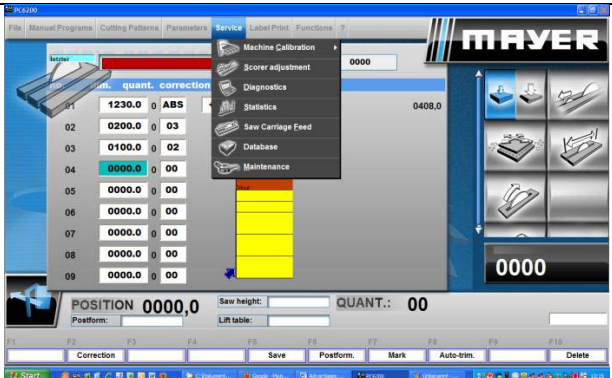 PC6200
File Manual Programs Cutting Patterns Parameters Service Label Print Functions ?
Machine Calibration
Scorer adjustment
Diagnostics
Statistics
Saw Carriage Feed
Database
Maintenance
MAYER
letzter
0000
quant. correction
01 1230.0 0 ABS
0408,0
02 0200.0 0 03
03 0100.0 0 02
04 0000.0 0 00
05 0000.0 0 00
06 0000.0 0 00
07 0000.0 0 00
08 0000.0 0 00
09 0000.0 0 00
0000
POSITION 0000,0 Saw height: QUANT.: 00
Postform: Lift table:
F1 F2 F3 F4 F5 F6 F7 F8 F9 F10
Correction Save Postform. Mark Auto-trim. Delete
Start